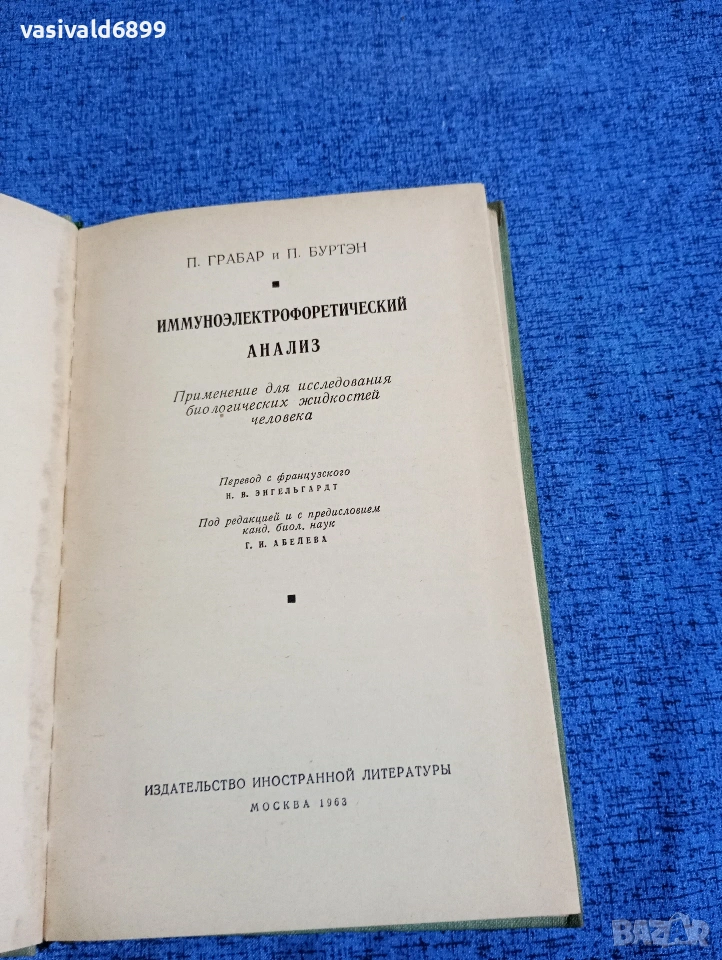 vasivald6899
П. ГРАБАР и П. БУРТЭН
ИММУНОЭЛЕКТРОФОРЕТИЧЕСКИЙ
АНАЛИЗ
Применение для исследования
биологических жидкостей
человека
Перевод с французского
Н. В. ЭНГЕЛЬГАРДТ
Под редакцией и с предисловием
канд. биол. наук
Г. И. АБЕЛЕВА
ИЗДАТЕЛЬСТВО ИНОСТРАННОЙ ЛИТЕРАТУРЫ
МОСКВА 1963
BAZAR